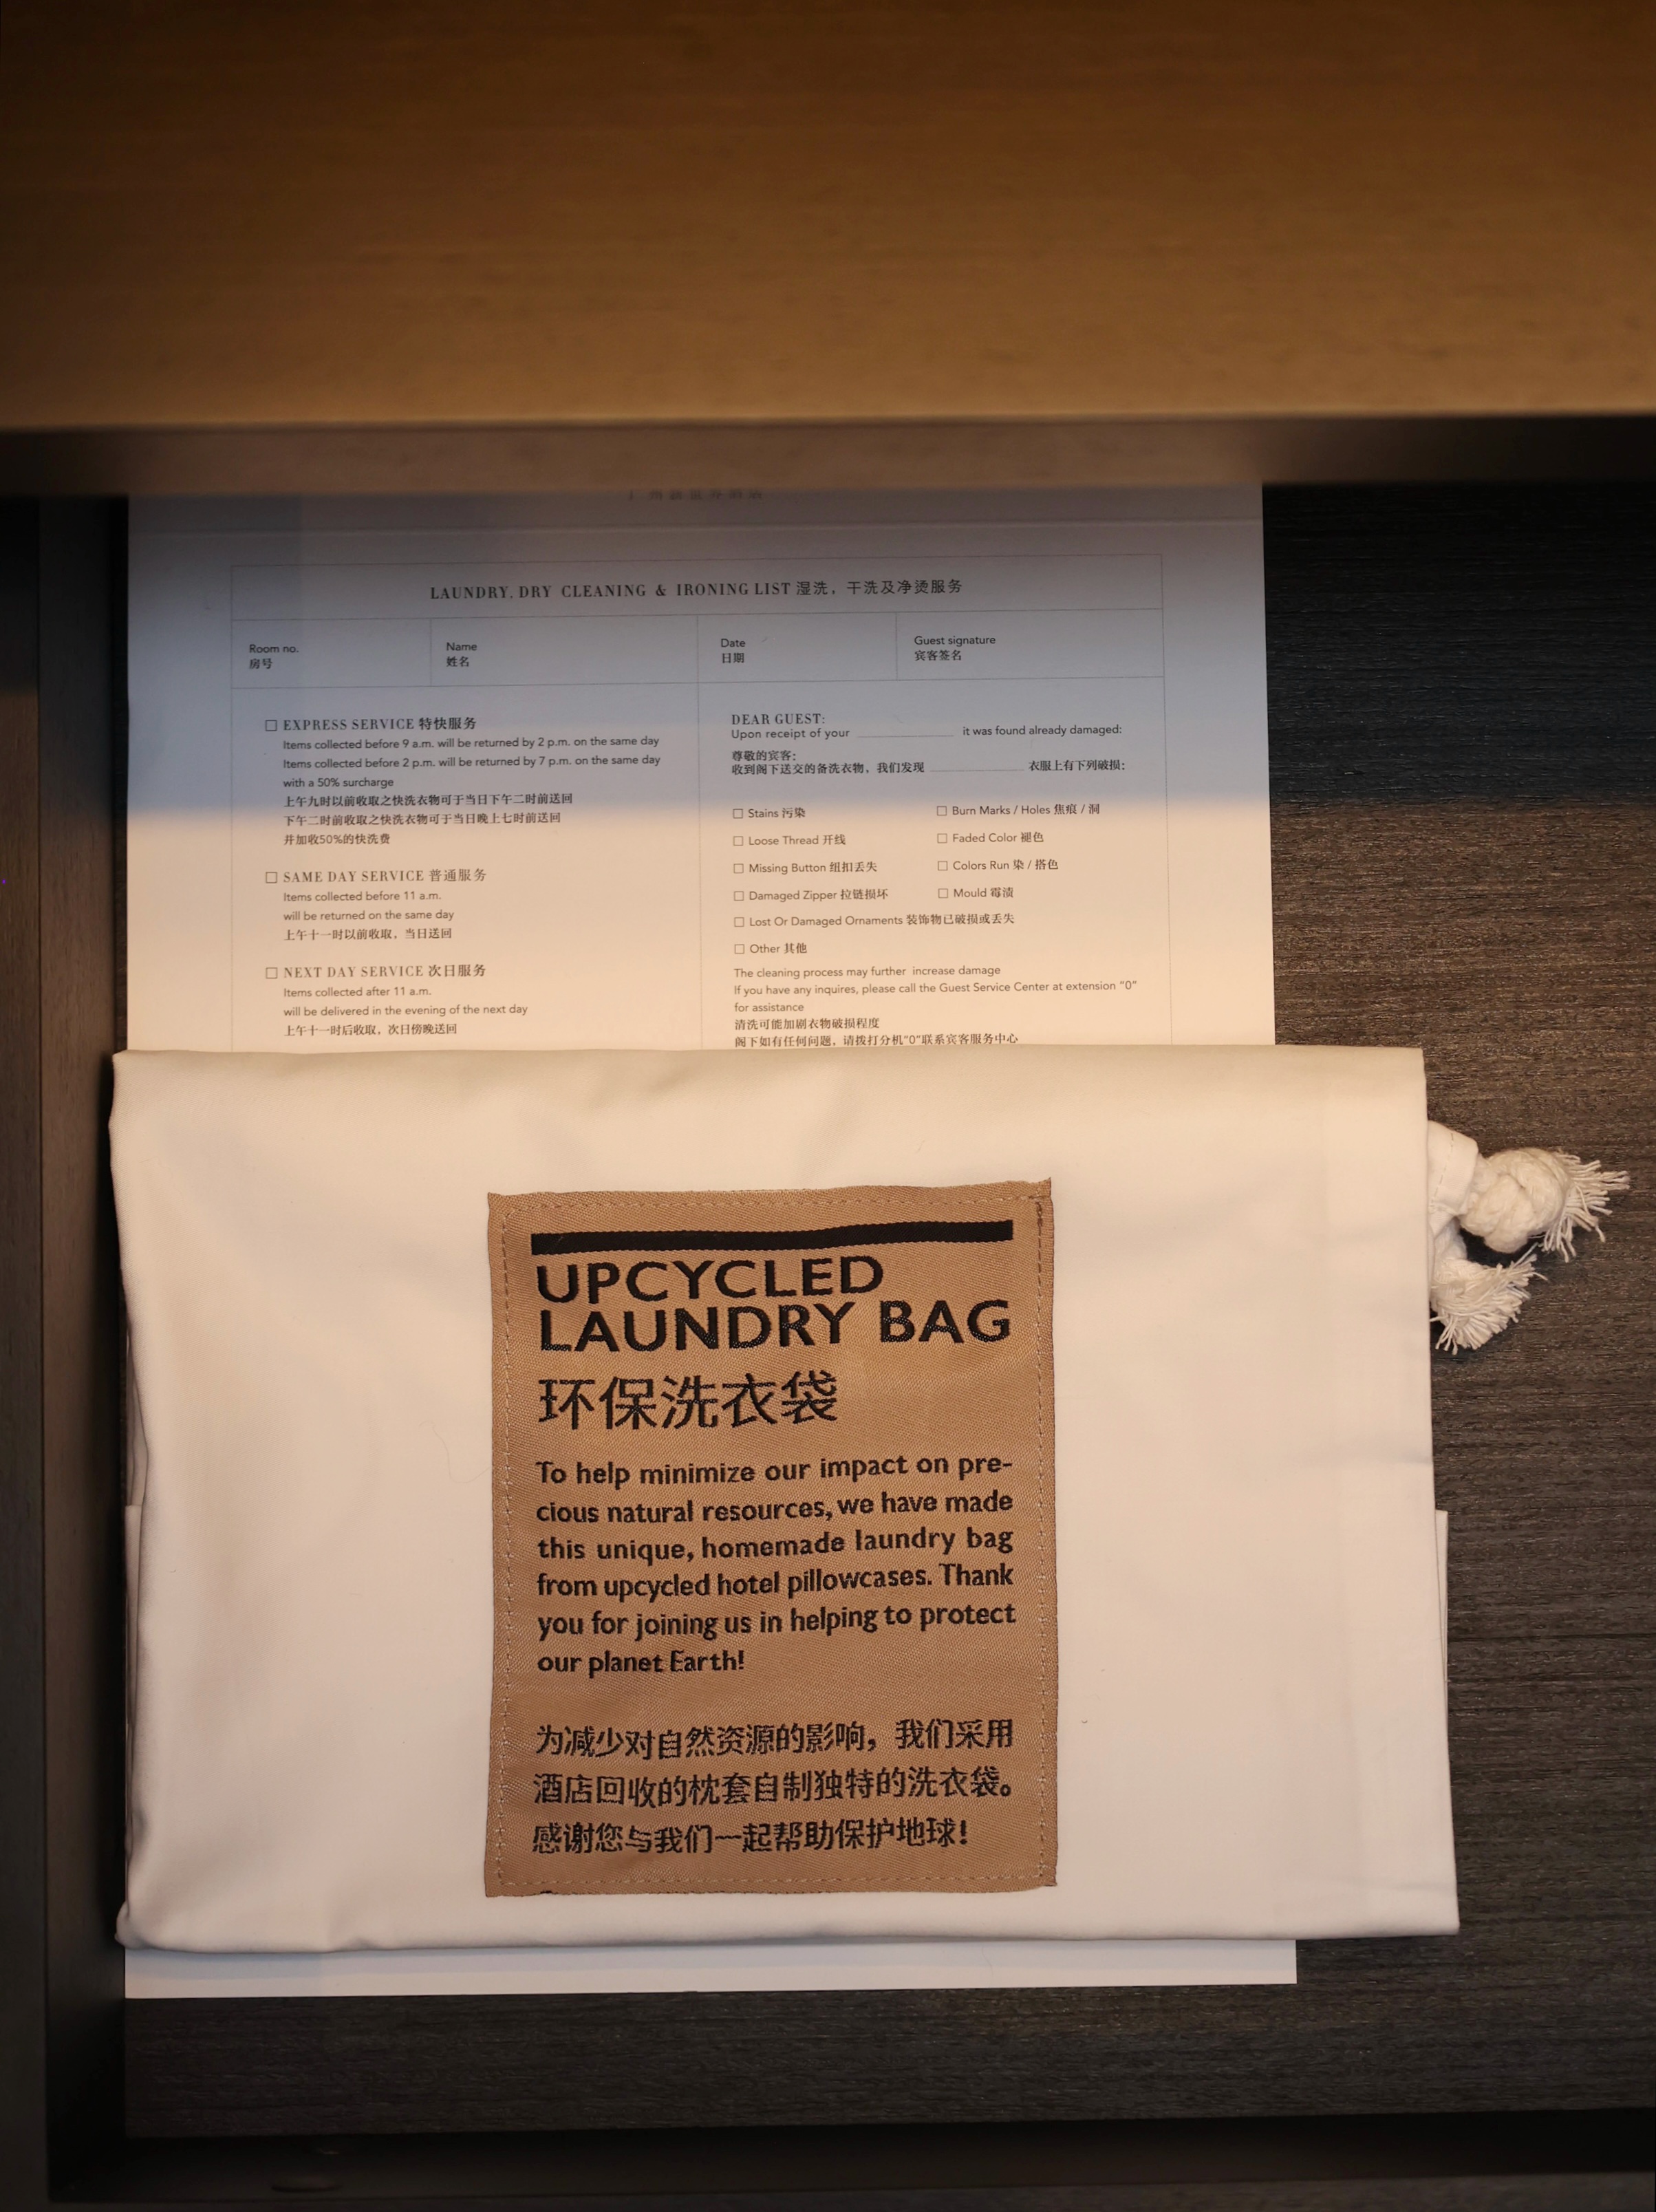 LAUNDRY. DRY CLEANING & IRONING LIST 湿洗，干洗及净烫服务
Room no.
房号
Name
姓名
Date
日期
Guest signature
宾客签名
□ EXPRESS SERVICE 特快服务
Items collected before 9 a.m. will be returned by 2 p.m. on the same day
Items collected before 2 p.m. will be returned by 7 p.m. on the same day
with a 50% surcharge
上午九时以前收取之快洗衣物可于当日下午二时前送回
下午二时前收取之快洗衣物可于当日晚上七时前送回
并加收50%的快洗费
□ SAME DAY SERVICE 普通服务
Items collected before 11 a.m.
will be returned on the same day
上午十一时以前收取，当日送回
□ NEXT DAY SERVICE 次日服务
Items collected after 11 a.m.
will be delivered in the evening of the next day
上午十一时后收取，次日傍晚送回
DEAR GUEST:
Upon receipt of your ____________ it was found already damaged:
尊敬的宾客：
收到阁下送交的备洗衣物，我们发现 ____________ 衣服上有下列破损：
□ Stains 污染
□ Burn Marks / Holes 焦痕 / 洞
□ Loose Thread 开线
□ Faded Color 褪色
□ Missing Button 纽扣丢失
□ Colors Run 染 / 搭色
□ Damaged Zipper 拉链损坏
□ Mould 霉渍
□ Lost Or Damaged Ornaments 装饰物已破损或丢失
□ Other 其他
The cleaning process may further increase damage
If you have any inquires, please call the Guest Service Center at extension "0"
for assistance
清洗可能加剧衣物破损程度
阁下如有任何问题，请拨打分机"0"联系宾客服务中心
UPCYCLED
LAUNDRY BAG
环保洗衣袋
To help minimize our impact on pre-
cious natural resources, we have made
this unique, homemade laundry bag
from upcycled hotel pillowcases. Thank
you for joining us in helping to protect
our planet Earth!
为减少对自然资源的影响，我们采用
酒店回收的枕套自制独特的洗衣袋。
感谢您与我们一起帮助保护地球！